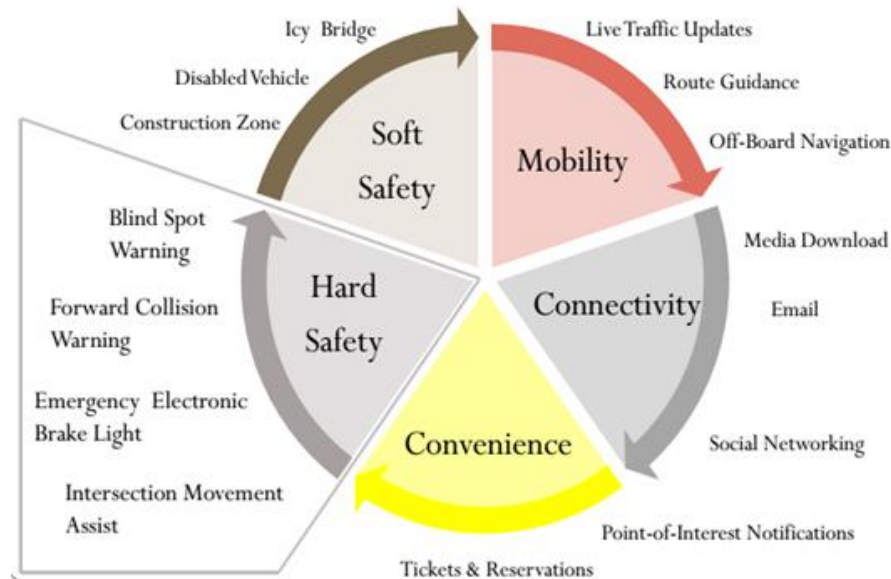 Icy Bridge
Disabled Vehicle
Construction Zone
Soft
Safety
Live Traffic Updates
Route Guidance
Off-Board Navigation
Mobility
Media Download
Email
Social Networking
Connectivity
Point-of-Interest Notifications
Tickets & Reservations
Convenience
Blind Spot
Warning
Forward Collision
Warning
Emergency Electronic
Brake Light
Intersection Movement
Assist
Hard
Safety